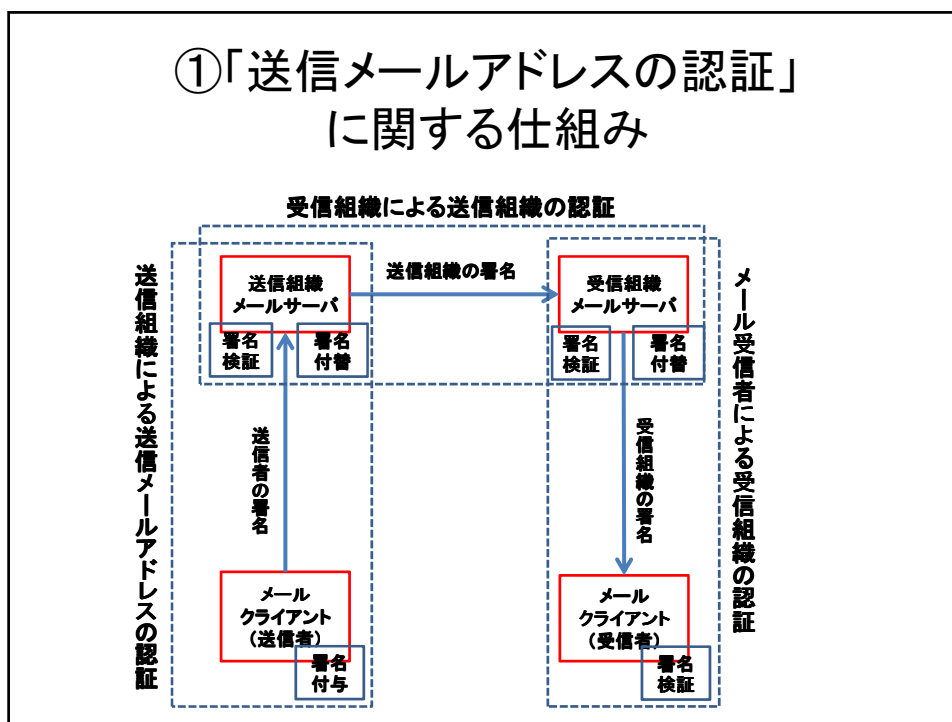 ①「送信メールアドレスの認証」
に関する仕組み
受信組織による送信組織の認証
送信組織による送信メールアドレスの認証
送信組織
メールサーバ
送信組織の署名
受信組織
メールサーバ
メール受信者による受信組織の認証
署名
検証
署名
付替
署名
検証
署名
付替
送信者の署名
受信組織の署名
メール
クライアント
(送信者)
署名
付与
メール
クライアント
(受信者)
署名
検証